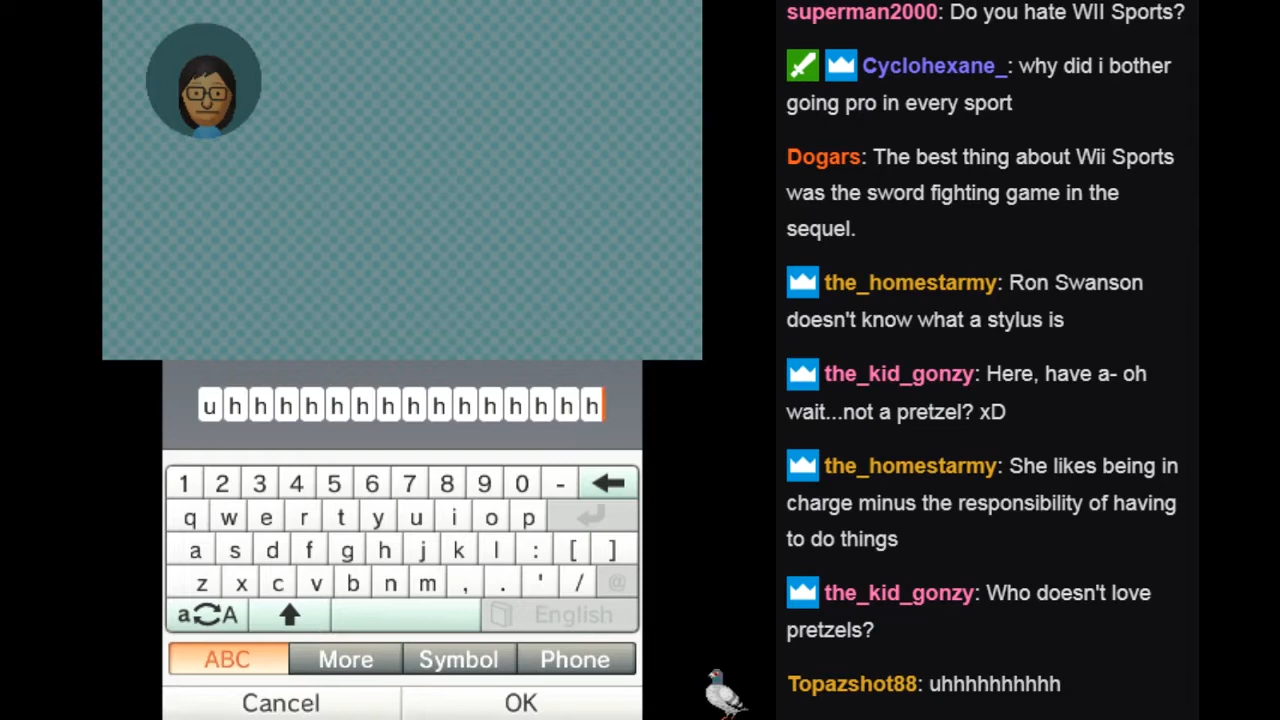 superman2000: Do you hate WII Sports?
Cyclohexane_: why did i bother
going pro in every sport
Dogars: The best thing about Wii Sports
was the sword fighting game in the
sequel.
the_homestarmy: Ron Swanson
doesn't know what a stylus is
the_kid_gonzy: Here, have a- oh
wait...not a pretzel? xD
the_homestarmy: She likes being in
charge minus the responsibility of having
to do things
the_kid_gonzy: Who doesn't love
pretzels?
Topazshot88: uhhhhhhhhhh
uhhhhhhhhhhhhhhh
1 2 3 4 5 6 7 8 9 0 -
q w e r t y u i o p
a s d f g h j k l : [ ]
z x c v b n m , . ' / @
a A English
ABC More Symbol Phone
Cancel OK